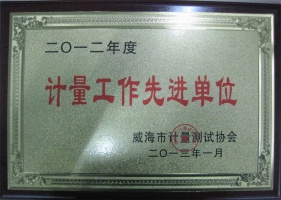 二〇一二年度
计量工作先进单位
威海市计量测试协会
二〇一三年一月